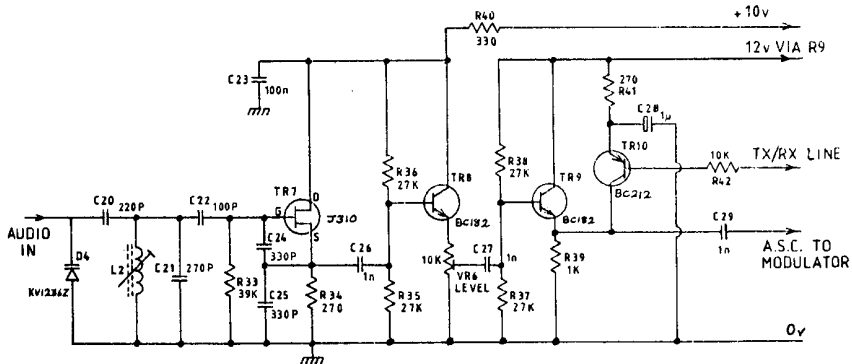 R40
330
+10v
12v VIA R9
C23
100n
270
R41
C28
1µ
R36
27K
R38
27K
TR7
TR8
TR9
TR10
10K
R42
TX/RX LINE
C20
220P
C22
100P
D
G
S
J310
BC182
BC182
BC212
AUDIO
IN
D4
KV1236Z
L2
C21
270P
R33
39K
C24
330P
C25
330P
R34
270
C26
1n
R35
27K
10K
VR6
LEVEL
C27
1n
R37
27K
R39
1K
C29
1n
A.S.C. TO
MODULATOR
0v